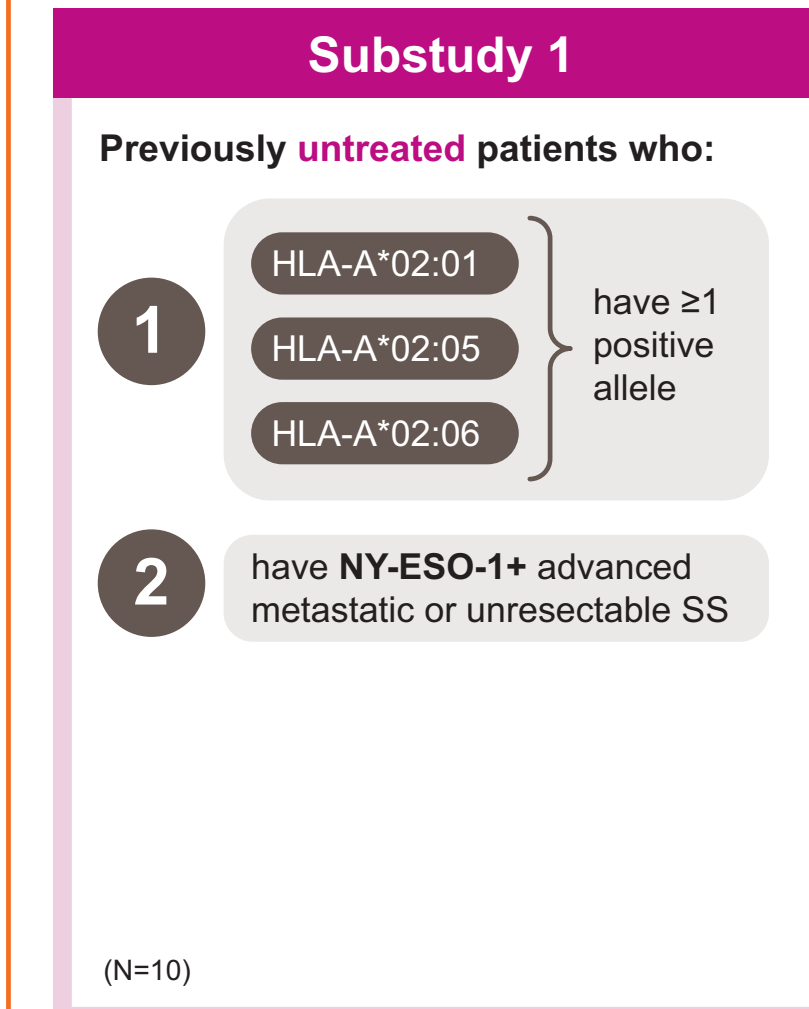 Substudy 1
Previously untreated patients who:
1
HLA-A*02:01
HLA-A*02:05
HLA-A*02:06
have ≥1
positive
allele
2
have NY-ESO-1+ advanced
metastatic or unresectable SS
(N=10)